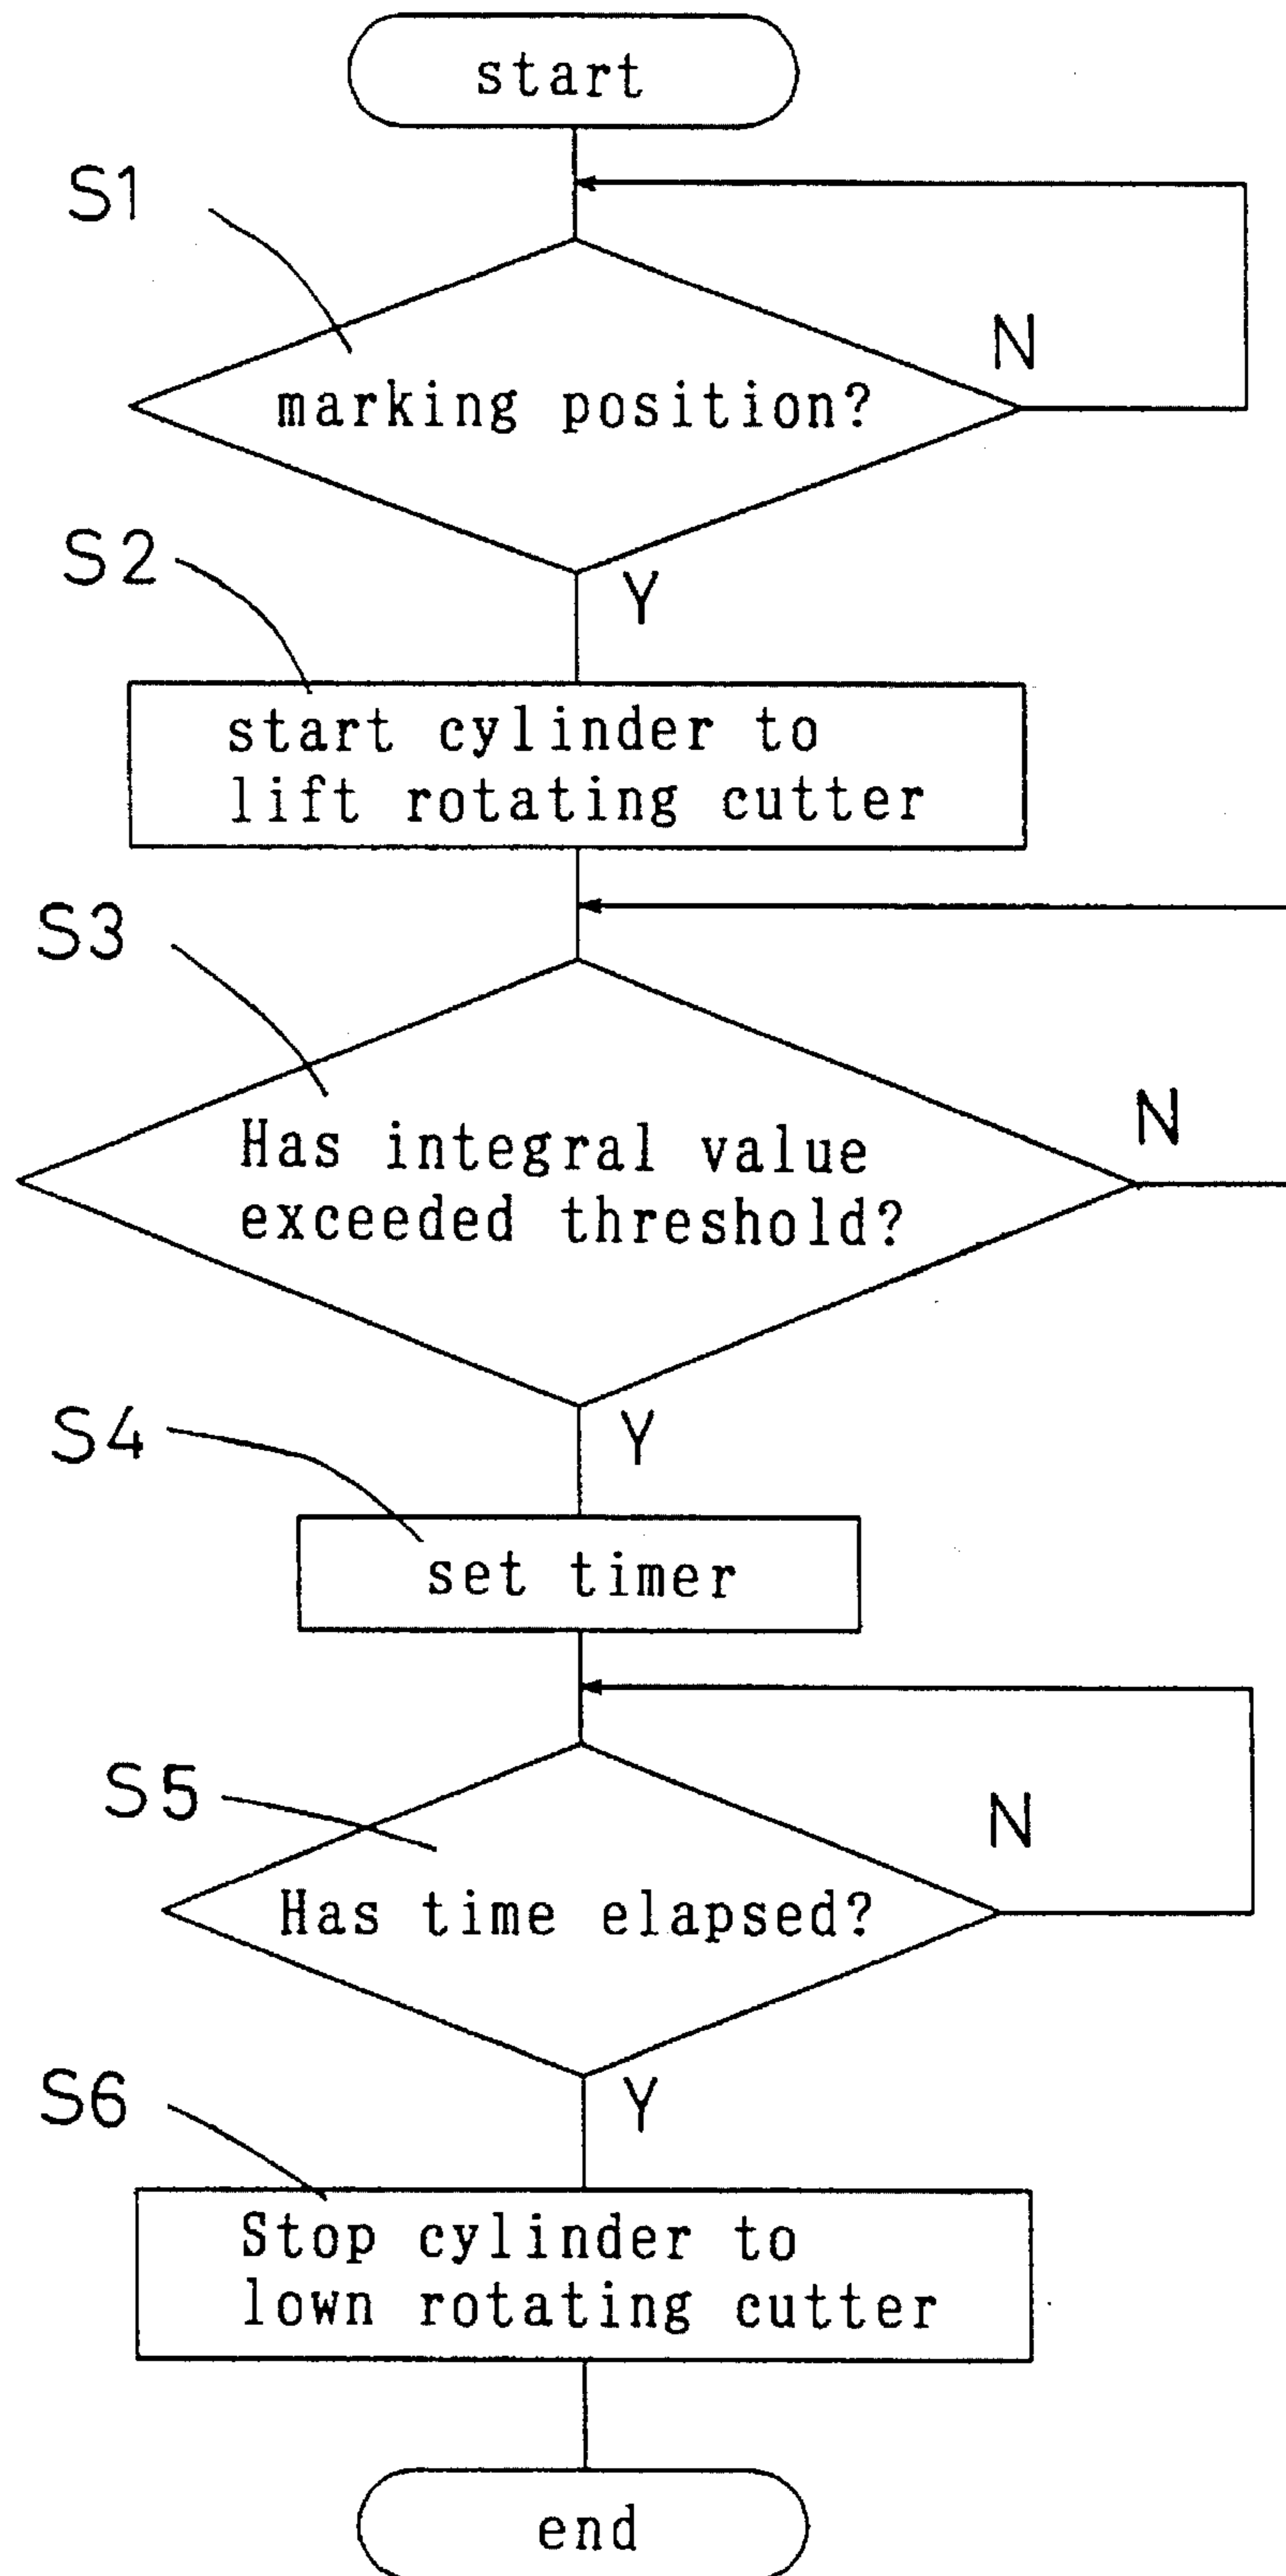 start
S1
N
marking position?
S2
Y
start cylinder to
lift rotating cutter
S3
N
Has integral value
exceeded threshold?
S4
Y
set timer
S5
N
Has time elapsed?
S6
Y
Stop cylinder to
lown rotating cutter
end